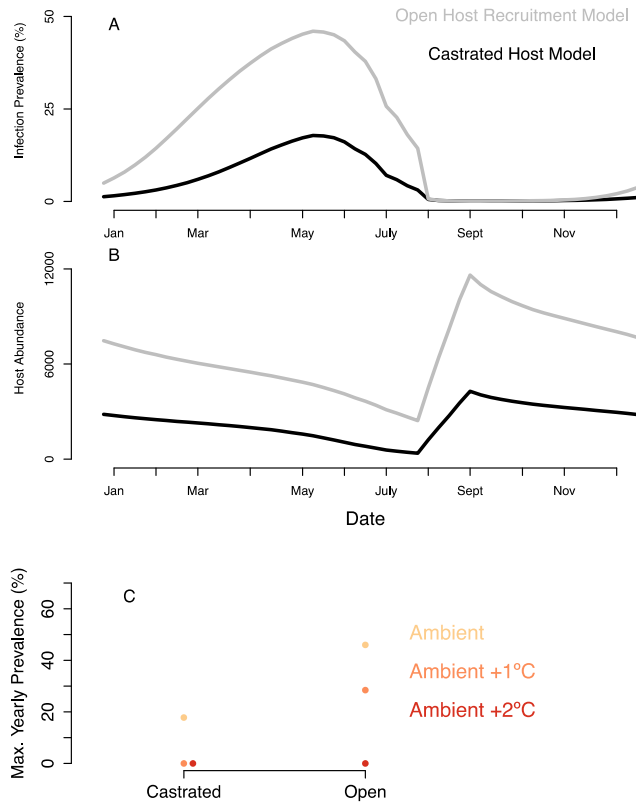 A
Open Host Recruitment Model
Castrated Host Model
Infection Prevalence (%)
50
25
0
Jan Mar May July Sept Nov
B
Host Abundance
12000
6000
0
Jan Mar May July Sept Nov
Date
C
Max. Yearly Prevalence (%)
60
40
20
0
Ambient
Ambient +1ºC
Ambient +2ºC
Castrated Open